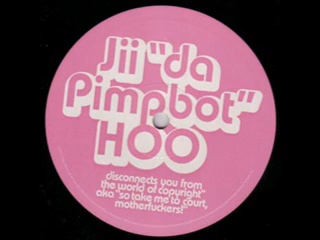 Jii "da
Pimpbot"
HOO
disconnects you from
the world of copyright"
aka "so take me to court,
motherfuckers!"